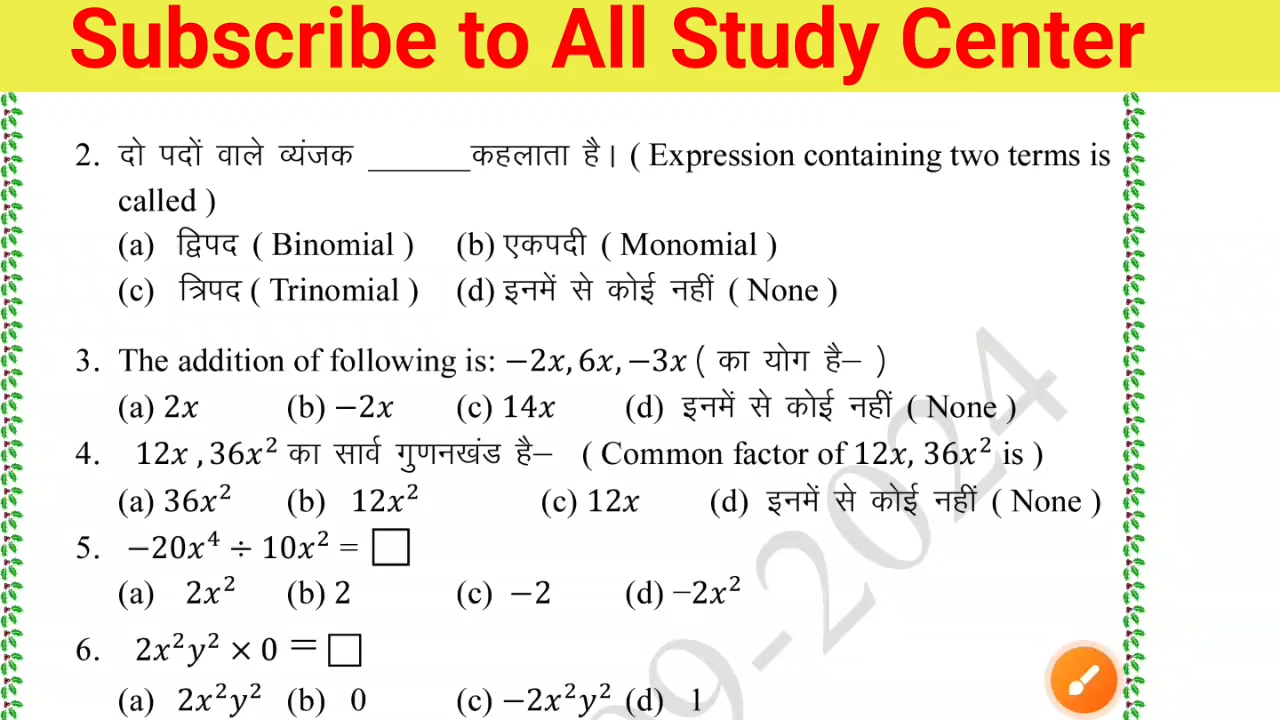 Subscribe to All Study Center
2. दो पदों वाले व्यंजक ______कहलाता है। ( Expression containing two terms is
called )
(a) द्विपद ( Binomial ) (b) एकपदी ( Monomial )
(c) त्रिपद ( Trinomial ) (d) इनमें से कोई नहीं ( None )
3. The addition of following is: −2x, 6x, −3x ( का योग है– )
(a) 2x (b) −2x (c) 14x (d) इनमें से कोई नहीं ( None )
4. 12x , 36x² का सार्व गुणनखंड है– ( Common factor of 12x, 36x² is )
(a) 36x² (b) 12x² (c) 12x (d) इनमें से कोई नहीं ( None )
5. −20x⁴ ÷ 10x² = □
(a) 2x² (b) 2 (c) −2 (d) −2x²
6. 2x²y² × 0 = □
(a) 2x²y² (b) 0 (c) −2x²y² (d) 1
9-2024